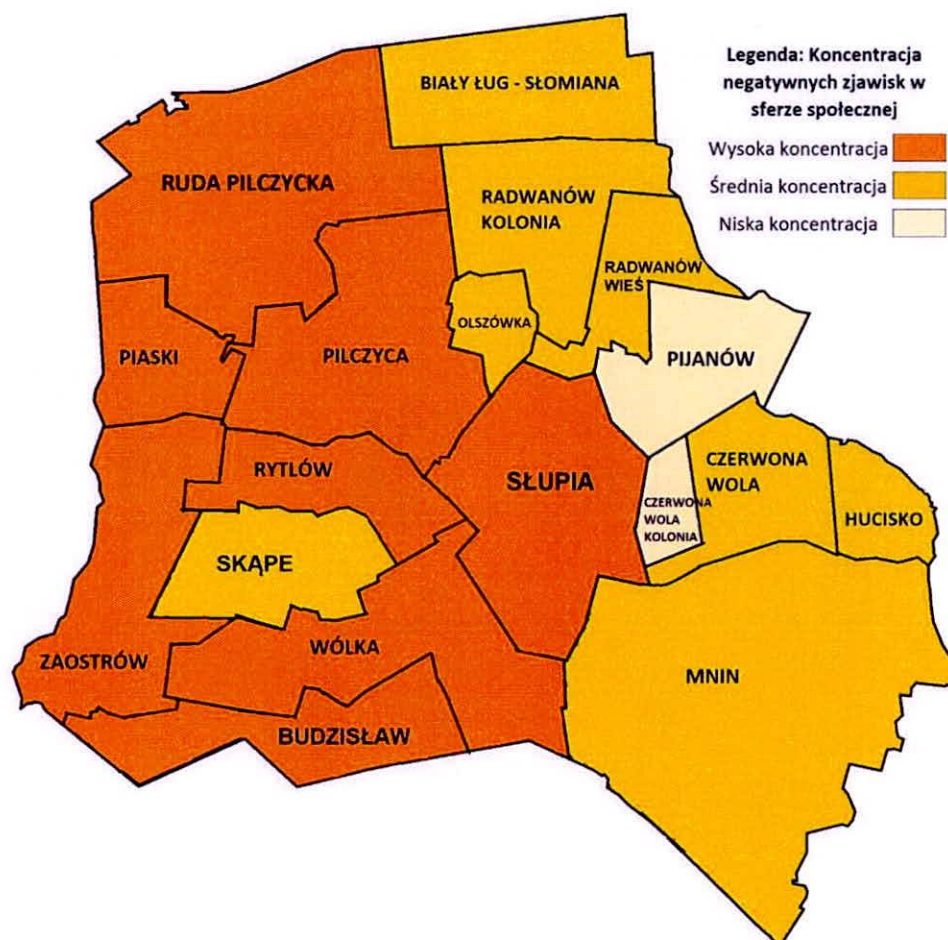 Legenda: Koncentracja
negatywnych zjawisk w
sferze społecznej
Wysoka koncentracja
Średnia koncentracja
Niska koncentracja
BIAŁY ŁUG - SŁOMIANA
RUDA PILCZYCKA
RADWANÓW
KOLONIA
RADWANÓW
WIEŚ
OLSZÓWKA
PIASKI
PILCZYCA
PIJANÓW
RYTLÓW
SŁUPIA
CZERWONA
WOLA
CZERWONA
WOLA
KOLONIA
HUCISKO
SKĄPE
ZAOSTRÓW
WÓLKA
MNIN
BUDZISŁAW